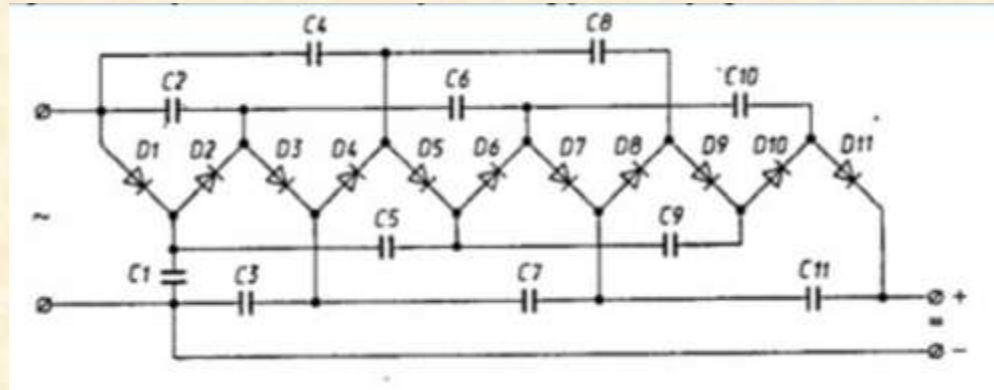 C4 C8
C2 C6 C10
D1 D2 D3 D4 D5 D6 D7 D8 D9 D10 D11
~ C5 C9
C1 C3 C7 C11
+
=
−